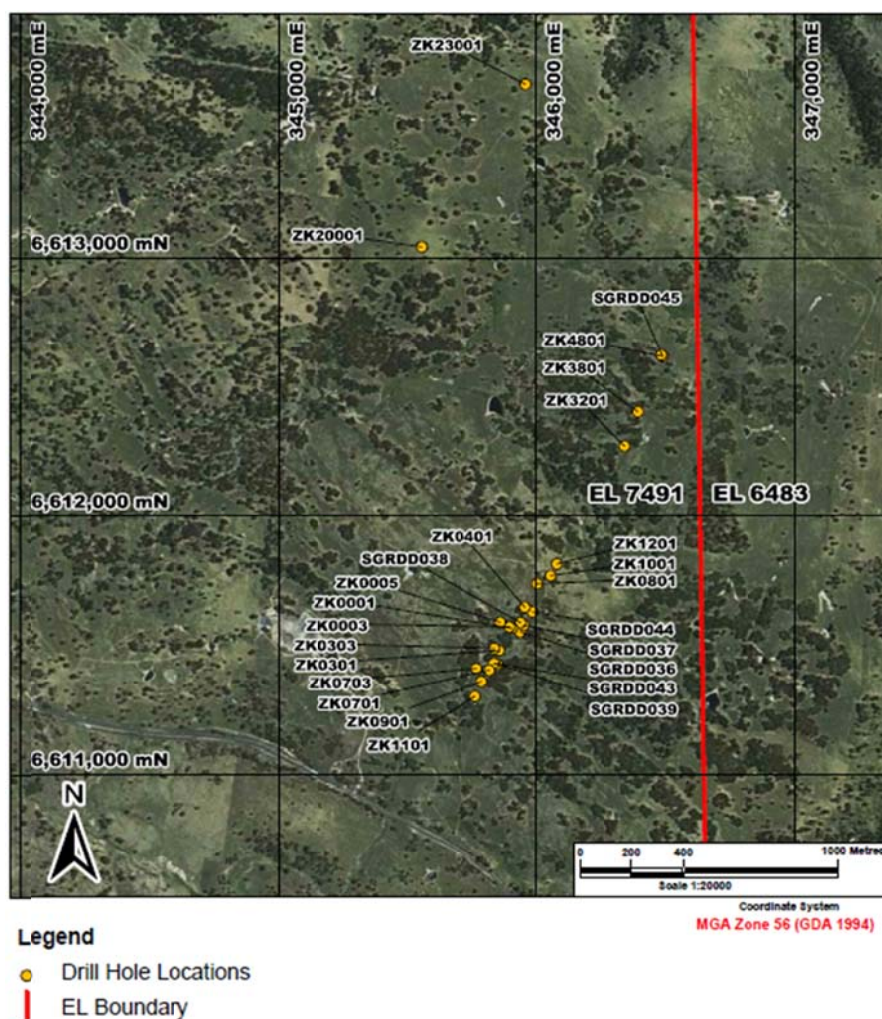 344,000 mE
345,000 mE
346,000 mE
347,000 mE
ZK23001
ZK20001
6,613,000 mN
SGRDD045
ZK4801
ZK3801
ZK3201
EL 7491
EL 6483
6,612,000 mN
ZK0401
SGRDD038
ZK0005
ZK0001
ZK0003
ZK0303
ZK0301
ZK0703
ZK0701
ZK0901
ZK1101
ZK1201
ZK1001
ZK0801
SGRDD044
SGRDD037
SGRDD036
SGRDD043
SGRDD039
6,611,000 mN
N
0 200 400 1000 Metres
Scale 1:20000
Coordinate System
MGA Zone 56 (GDA 1994)
Legend
Drill Hole Locations
EL Boundary